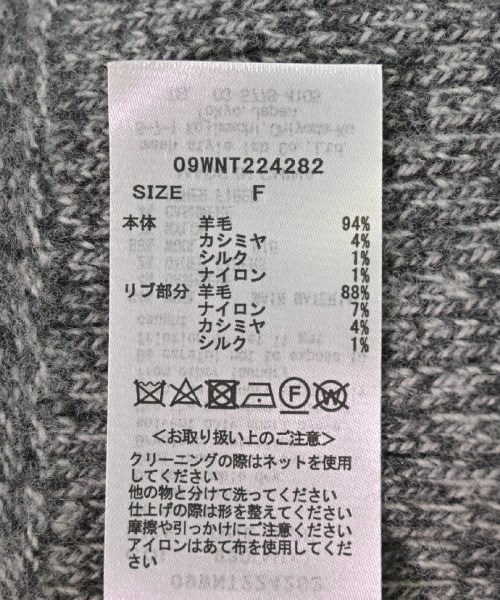 09WNT224282
SIZE F
本体 羊毛 94%
カシミヤ 4%
シルク 1%
ナイロン 1%
リブ部分 羊毛 88%
ナイロン 7%
カシミヤ 4%
シルク 1%
F W
＜お取り扱い上のご注意＞
クリーニングの際はネットを使用
してください
他の物と分けて洗ってください
仕上げの際は形を整えてください
摩擦や引っかけにご注意ください
アイロンはあて布を使用してくだ
さい